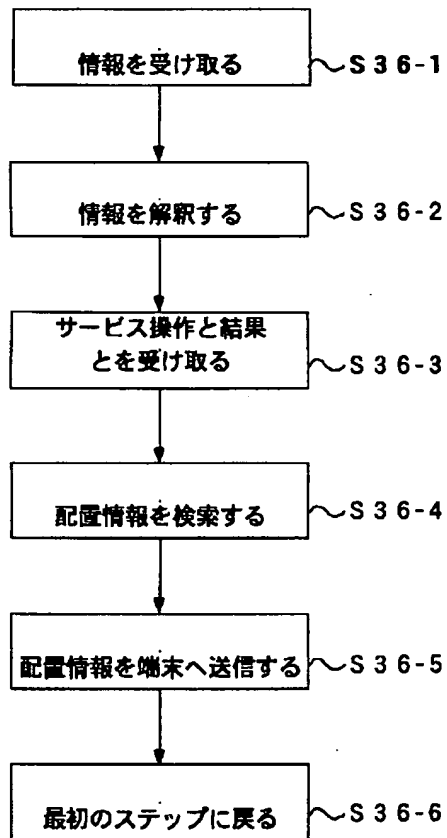 情報を受け取る
S36-1
情報を解釈する
S36-2
サービス操作と結果
とを受け取る
S36-3
配置情報を検索する
S36-4
配置情報を端末へ送信する
S36-5
最初のステップに戻る
S36-6